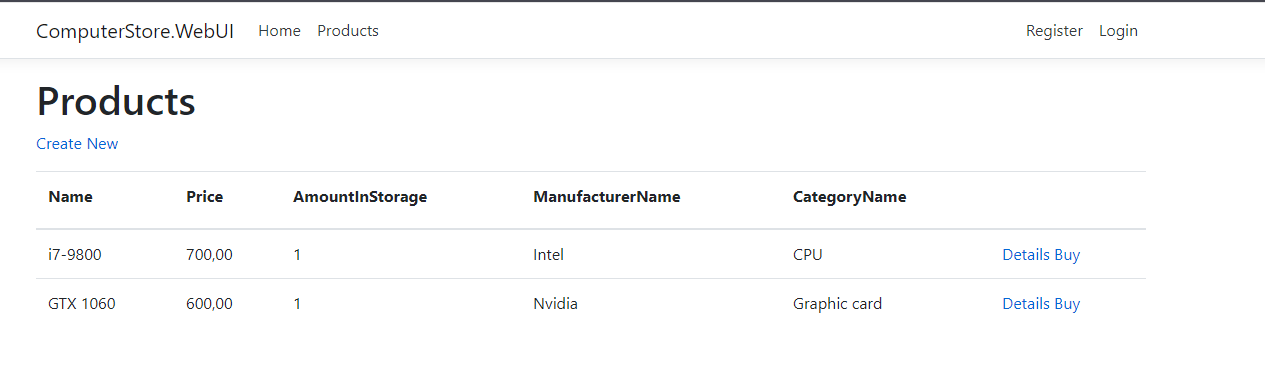 ComputerStore.WebUI Home Products Register Login
Products
Create New
Name Price AmountInStorage ManufacturerName CategoryName
i7-9800 700,00 1 Intel CPU Details Buy
GTX 1060 600,00 1 Nvidia Graphic card Details Buy